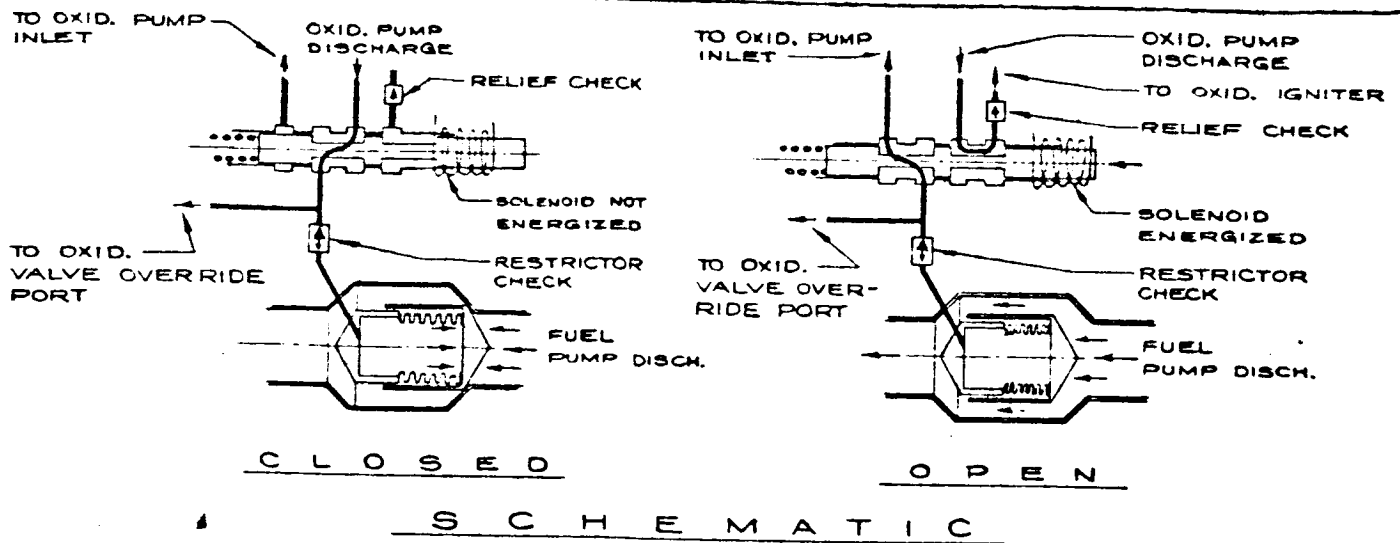 TO OXID. PUMP
INLET
OXID. PUMP
DISCHARGE
RELIEF CHECK
SOLENOID NOT
ENERGIZED
TO OXID.
VALVE OVERRIDE
PORT
RESTRICTOR
CHECK
FUEL
PUMP DISCH.
CLOSED
TO OXID. PUMP
INLET
OXID. PUMP
DISCHARGE
TO OXID. IGNITER
RELIEF CHECK
SOLENOID
ENERGIZED
TO OXID.
VALVE OVER-
RIDE PORT
RESTRICTOR
CHECK
FUEL
PUMP DISCH.
OPEN
SCHEMATIC